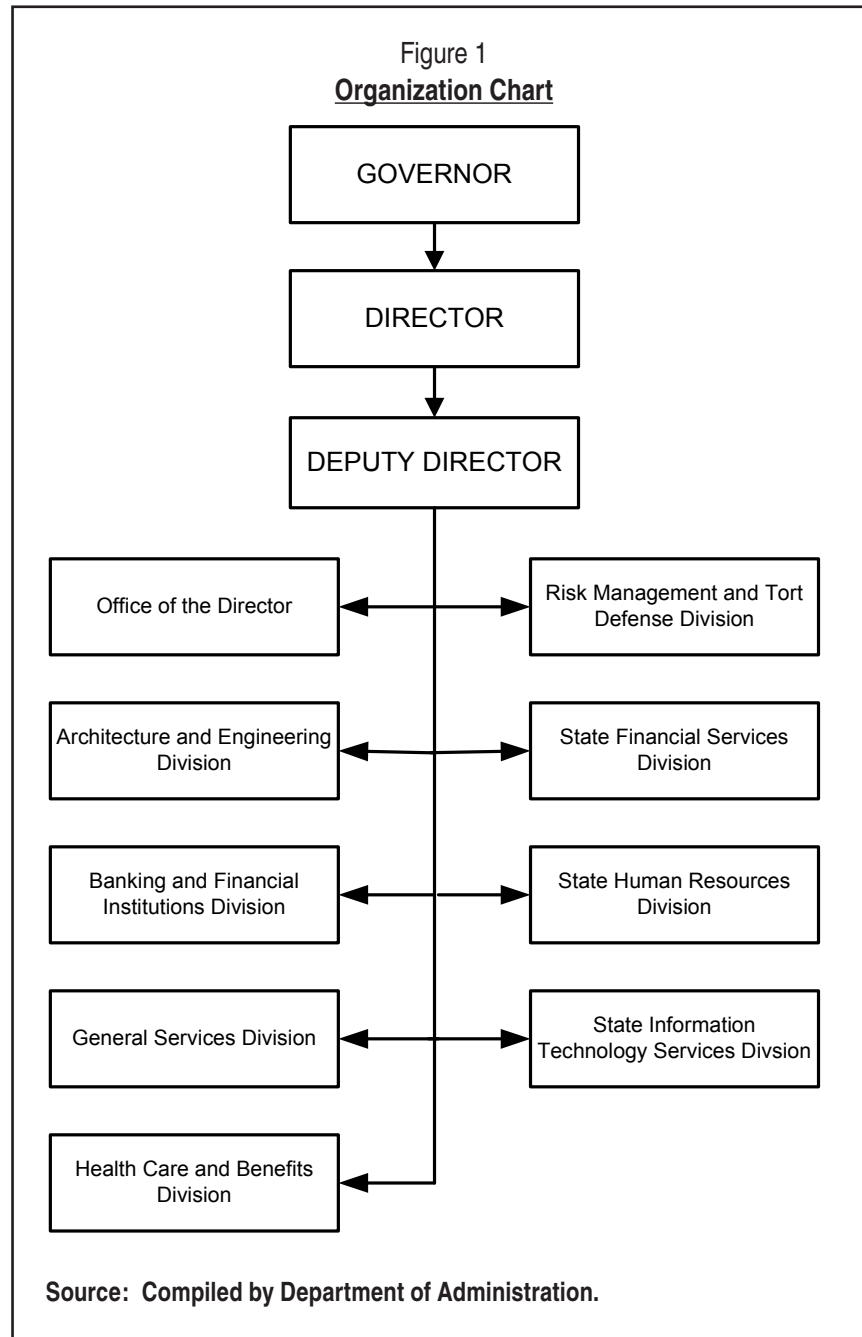 Figure 1
Organization Chart
GOVERNOR
DIRECTOR
DEPUTY DIRECTOR
Office of the Director
Risk Management and Tort
Defense Division
Architecture and Engineering
Division
State Financial Services
Division
Banking and Financial
Institutions Division
State Human Resources
Division
General Services Division
State Information
Technology Services Divsion
Health Care and Benefits
Division
Source: Compiled by Department of Administration.